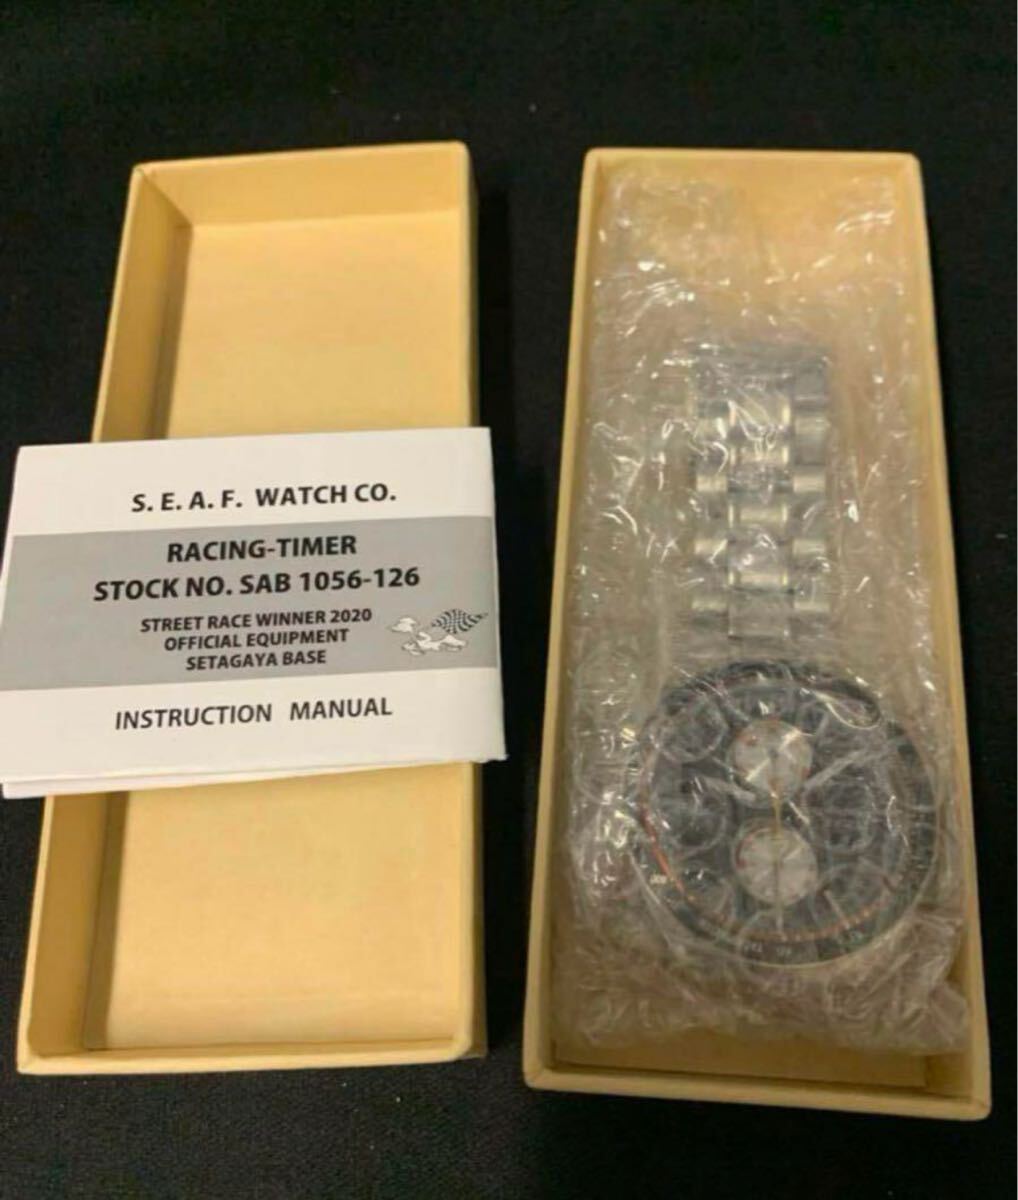 S. E. A. F. WATCH CO.
RACING-TIMER
STOCK NO. SAB 1056-126
STREET RACE WINNER 2020
OFFICIAL EQUIPMENT
SETAGAYA BASE
INSTRUCTION MANUAL